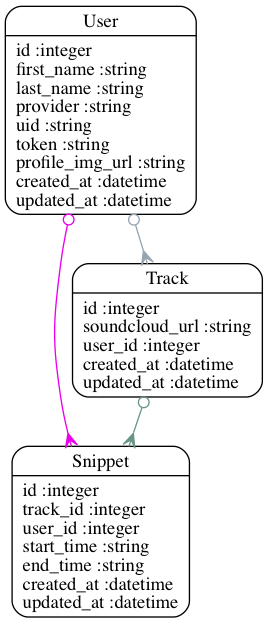 User
id :integer
first_name :string
last_name :string
provider :string
uid :string
token :string
profile_img_url :string
created_at :datetime
updated_at :datetime
Track
id :integer
soundcloud_url :string
user_id :integer
created_at :datetime
updated_at :datetime
Snippet
id :integer
track_id :integer
user_id :integer
start_time :string
end_time :string
created_at :datetime
updated_at :datetime